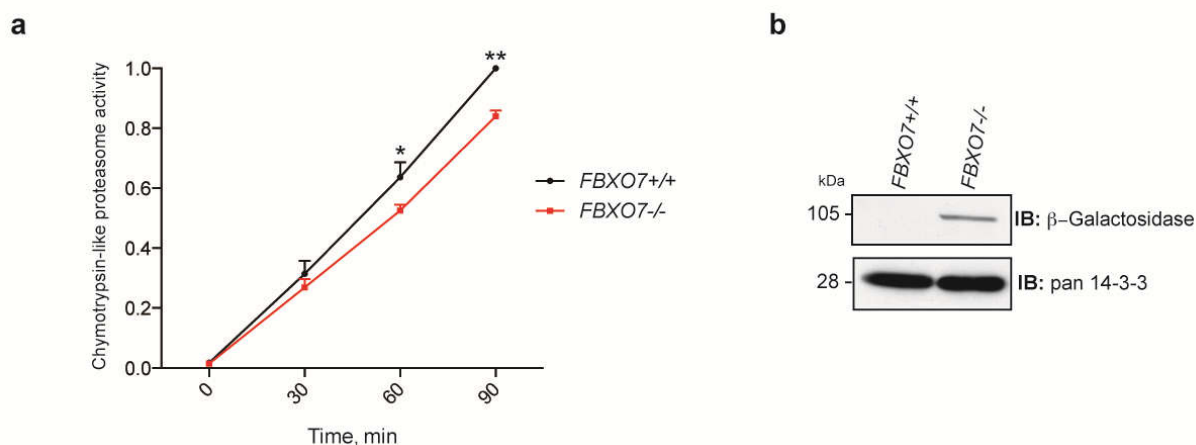 a
Chymotrypsin-like proteasome activity
1.0
0.8
0.6
0.4
0.2
0.0
**
*
0
30
60
90
Time, min
FBXO7+/+
FBXO7-/-
b
FBXO7+/+
FBXO7-/-
kDa
105
IB: β–Galactosidase
28
IB: pan 14-3-3